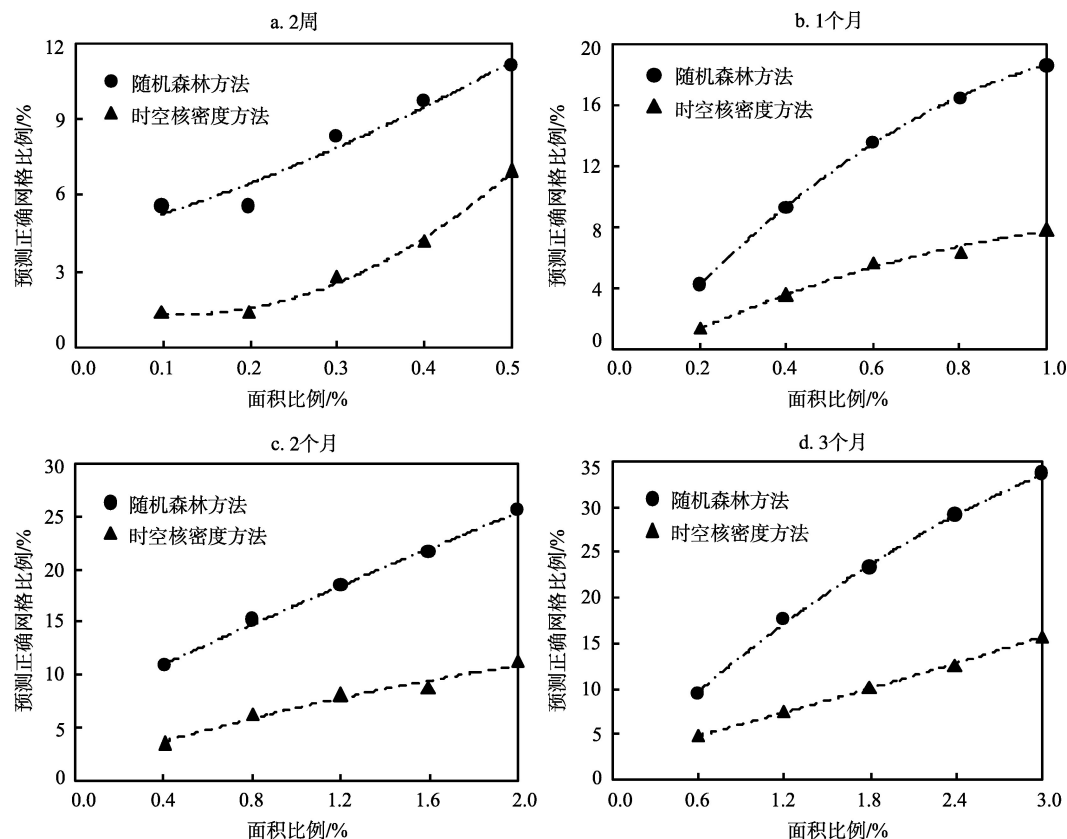 a. 2周
12
9
6
3
0
预测正确网格比例/%
随机森林方法
时空核密度方法
0.0 0.1 0.2 0.3 0.4 0.5
面积比例/%
b. 1个月
20
16
12
8
4
0
预测正确网格比例/%
随机森林方法
时空核密度方法
0.0 0.2 0.4 0.6 0.8 1.0
面积比例/%
c. 2个月
30
25
20
15
10
5
0
预测正确网格比例/%
随机森林方法
时空核密度方法
0.0 0.4 0.8 1.2 1.6 2.0
面积比例/%
d. 3个月
35
30
25
20
15
10
5
0
预测正确网格比例/%
随机森林方法
时空核密度方法
0.0 0.6 1.2 1.8 2.4 3.0
面积比例/%